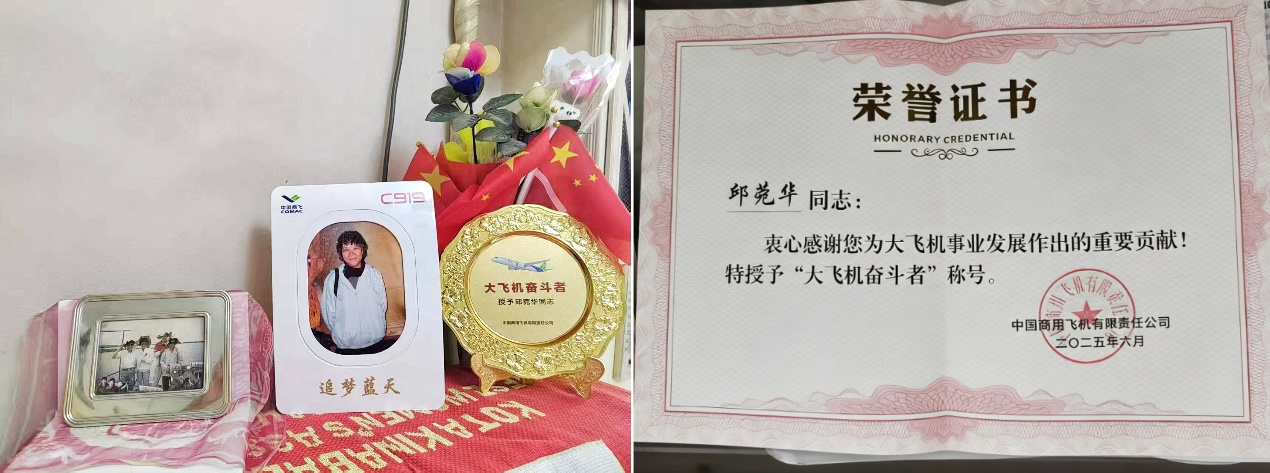 中国商飞
COMAC
C919
追梦蓝天
大飞机奋斗者
授予邱菀华同志
中国商用飞机有限责任公司
KOTAKINABA
荣誉证书
HONORARY CREDENTIAL
邱菀华 同志：
衷心感谢您为大飞机事业发展作出的重要贡献！
特授予“大飞机奋斗者”称号。
中国商用飞机有限责任公司
二〇二五年六月